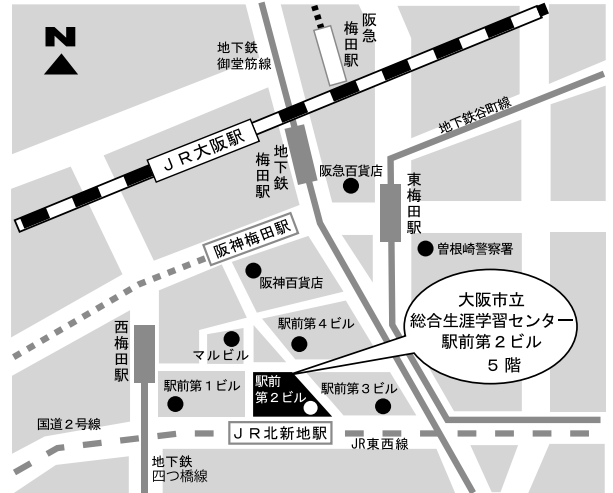 N
地下鉄
御堂筋線
阪急
梅田駅
地下鉄谷町線
JR大阪駅
地下鉄
梅田駅
阪急百貨店
東梅田駅
阪神梅田駅
曽根崎警察署
阪神百貨店
大阪市立
総合生涯学習センター
駅前第２ビル
５階
西梅田駅
駅前第４ビル
マルビル
駅前第１ビル
駅前
第２ビル
駅前第３ビル
国道２号線
JR北新地駅
JR東西線
地下鉄
四つ橋線